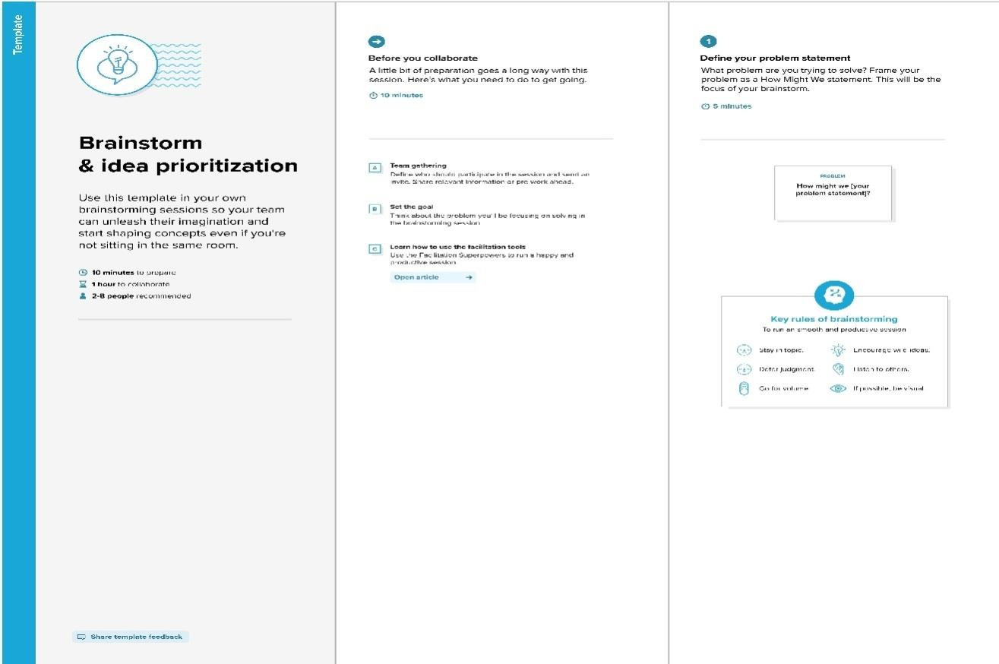 Template
Brainstorm
& idea prioritization
Use this template in your own
brainstorming sessions so your team
can unleash their imagination and
start shaping concepts even if you're
not sitting in the same room.
10 minutes to prepare
1 hour to collaborate
2-8 people recommended
Share template feedback
Before you collaborate
A little bit of preparation goes a long way with this
session. Here's what you need to do to get going.
10 minutes
A
Team gathering
Define who should participate in the session and send an
invite. Share relevant information or pre-work ahead.
B
Set the goal
Think about the problem you'll be focusing on solving in
the brainstorming session.
C
Learn how to use the facilitation tools
Use the Facilitation Superpowers to run a happy and
productive session.
Open article
1
Define your problem statement
What problem are you trying to solve? Frame your
problem as a How Might We statement. This will be the
focus of your brainstorm.
5 minutes
PROBLEM
How might we [your
problem statement]?
Key rules of brainstorming
To run an smooth and productive session
Stay in topic.
Encourage wild ideas.
Defer judgment.
Listen to others.
Go for volume.
If possible, be visual.